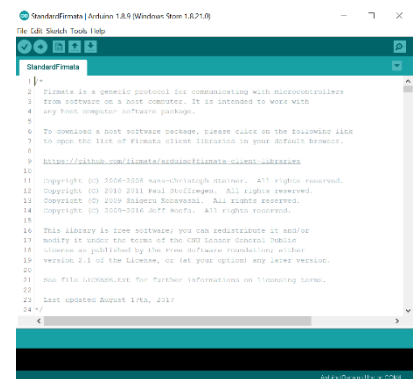 StandardFirmata | Arduino 1.8.9 (Windows Store 1.8.21.0)
File Edit Sketch Tools Help
StandardFirmata
1 /*
2 Firmata is a generic protocol for communicating with microcontrollers
3 from software on a host computer. It is intended to work with
4 any host computer software package.
5
6 To download a host software package, please click on the following link
7 to open the list of Firmata client libraries in your default browser.
8
9 https://github.com/firmata/arduino#firmata-client-libraries
10
11 Copyright (C) 2006-2008 Hans-Christoph Steiner. All rights reserved.
12 Copyright (C) 2010-2011 Paul Stoffregen. All rights reserved.
13 Copyright (C) 2009 Shigeru Kobayashi. All rights reserved.
14 Copyright (C) 2009-2016 Jeff Hoefs. All rights reserved.
15
16 This library is free software; you can redistribute it and/or
17 modify it under the terms of the GNU Lesser General Public
18 License as published by the Free Software Foundation; either
19 version 2.1 of the License, or (at your option) any later version.
20
21 See file LICENSE.txt for further informations on licensing terms.
22
23 Last updated August 17th, 2017
24 */